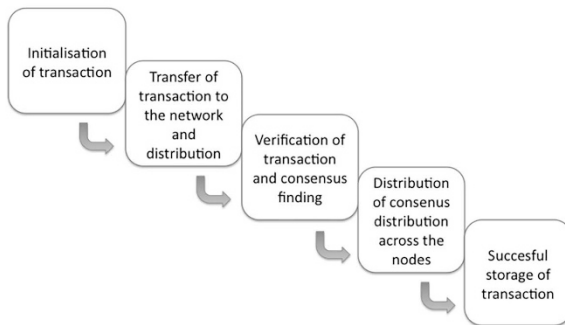 Initialisation
of transaction
Transfer of
transaction to
the network
and
distribution
Verification of
transaction
and consensus
finding
Distribution
of consenus
distribution
across the
nodes
Succesful
storage of
transaction